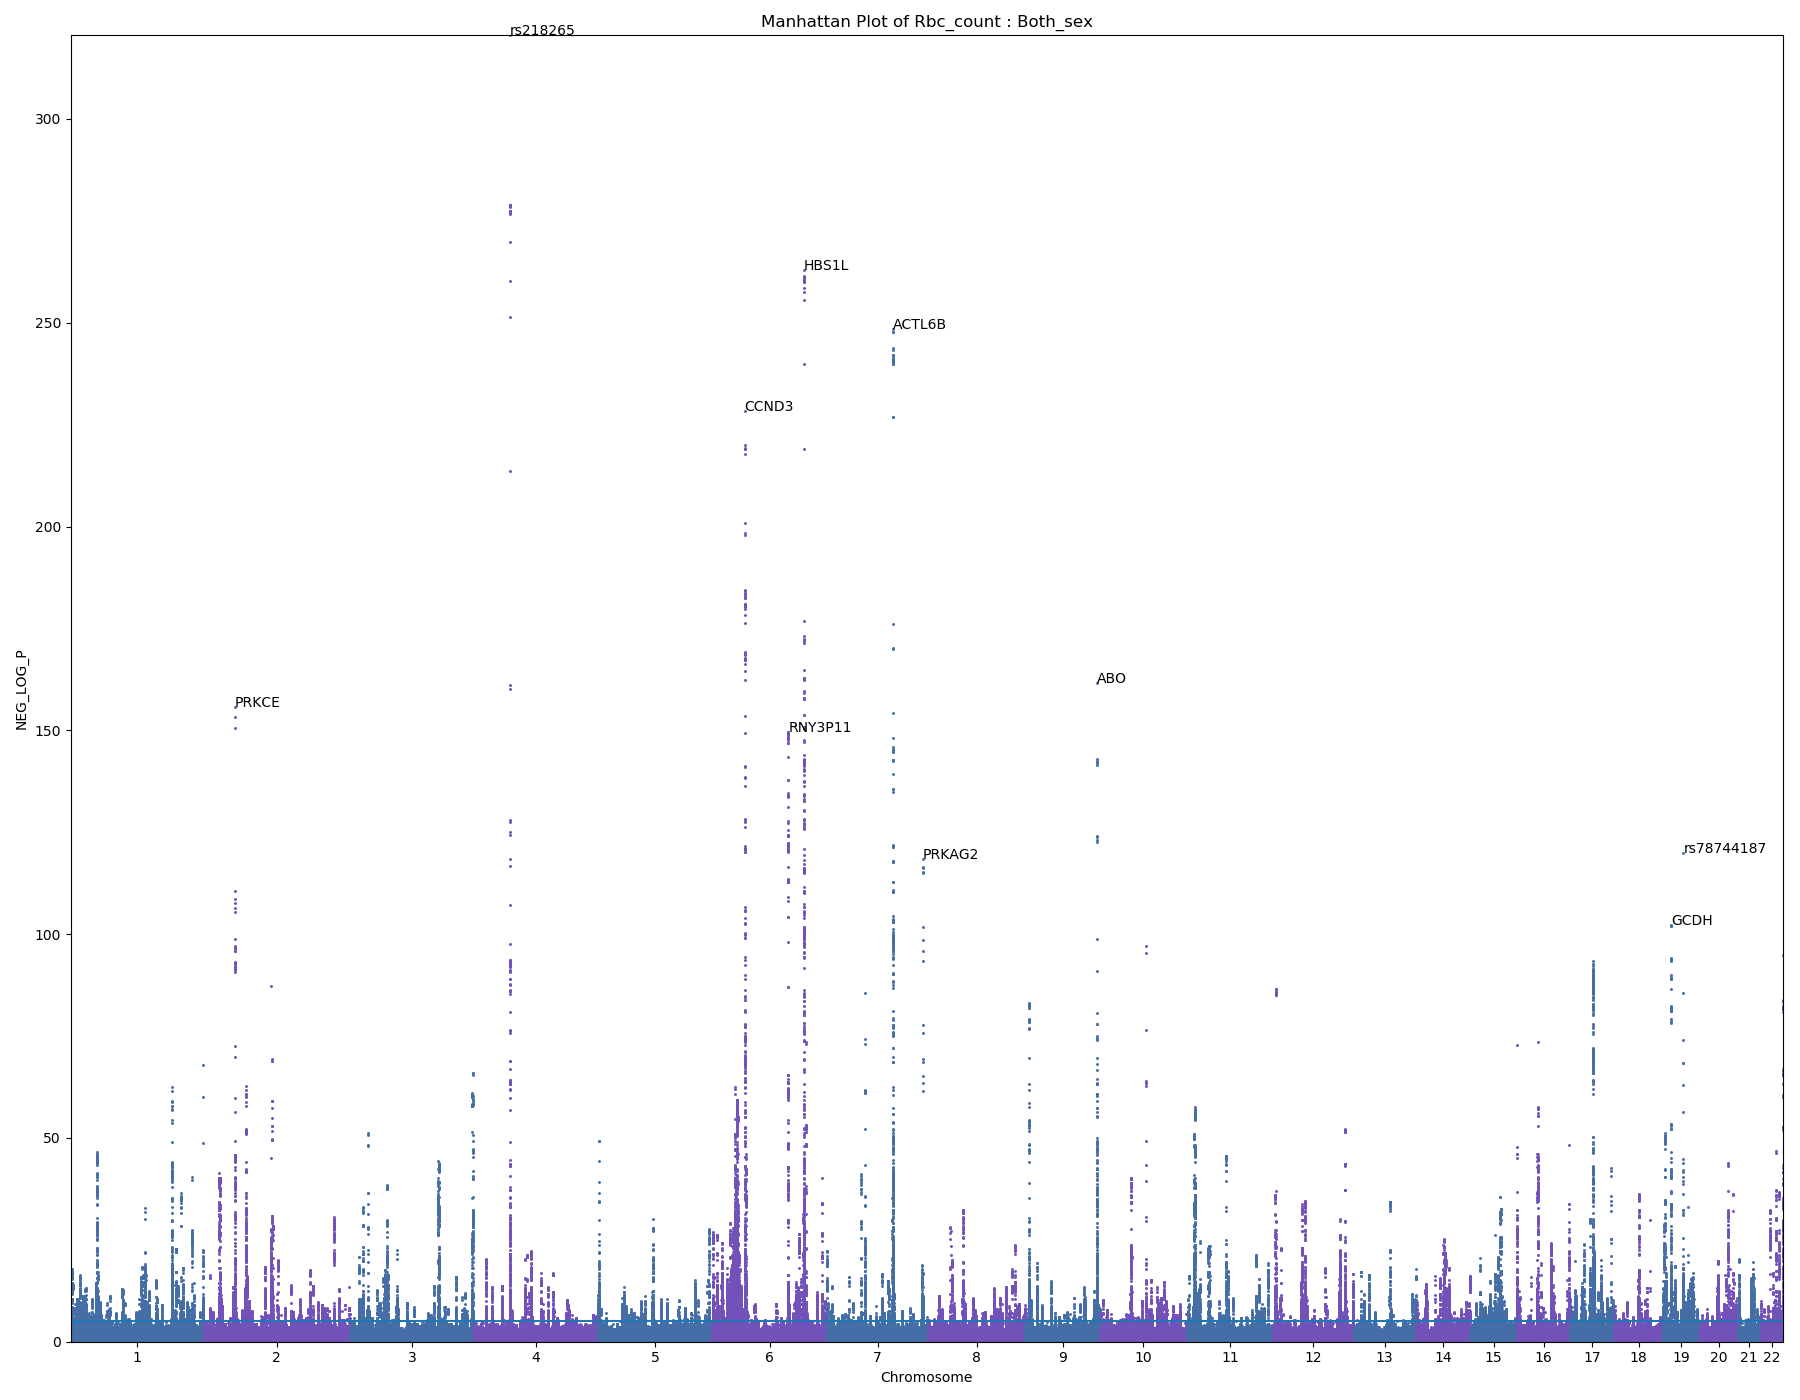 Manhattan Plot of Rbc_count : Both_sex
rs218265
300
HBS1L
250
ACTL6B
CCND3
200
NEG_LOG_P
ABO
PRKCE
150
RNY3P11
PRKAG2
rs78744187
GCDH
100
50
0
1 2 3 4 5 6 7 8 9 10 11 12 13 14 15 16 17 18 19 20 21 22
Chromosome